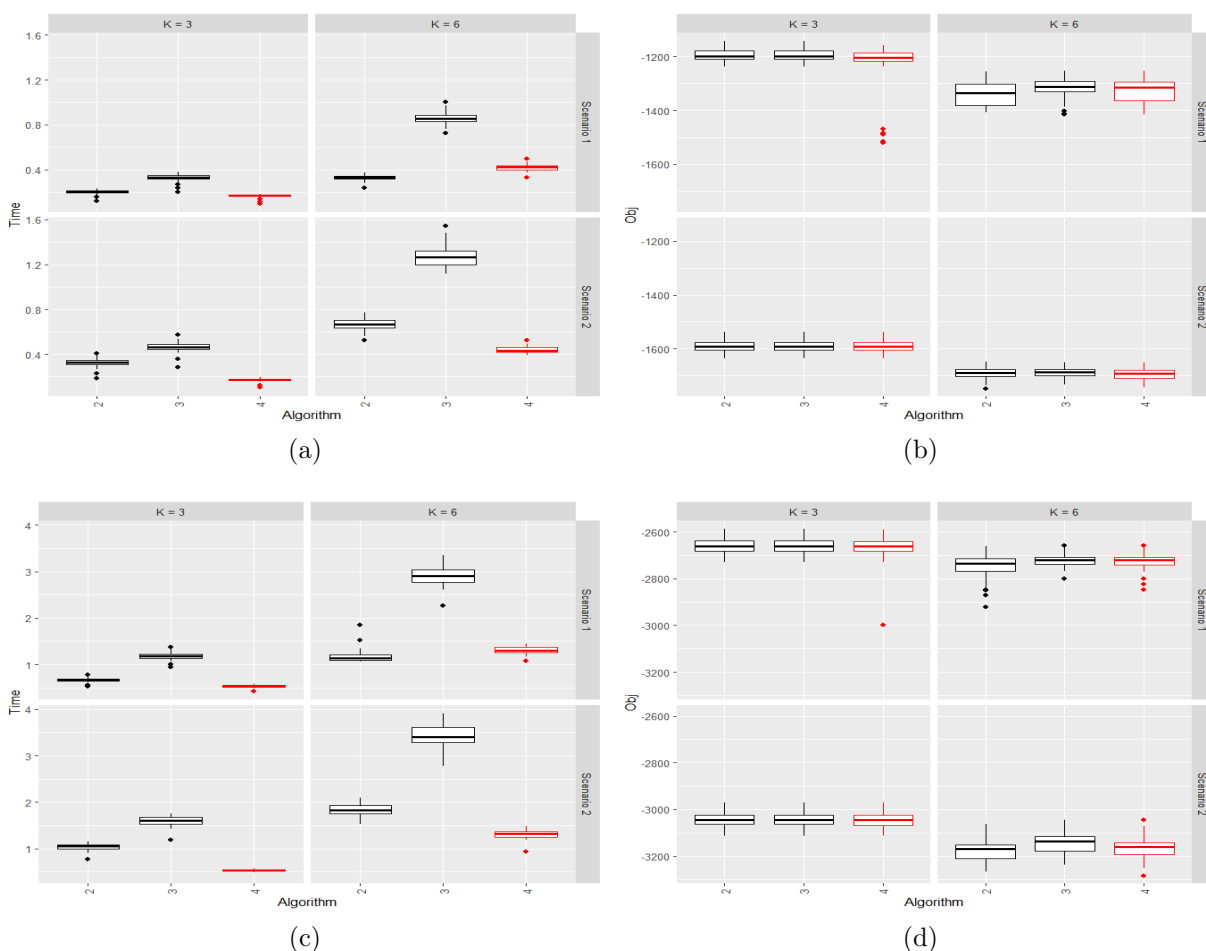 K = 3 K = 6
1.6
1.2
0.8
0.4
Scenario 1
1.6
1.2
0.8
0.4
Scenario 2
Time
2 3 4 2 3 4
Algorithm
(a)
K = 3 K = 6
-1200
-1400
-1600
Scenario 1
-1200
-1400
-1600
Scenario 2
Obj
2 3 4 2 3 4
Algorithm
(b)
K = 3 K = 6
4
3
2
1
Scenario 1
4
3
2
1
Scenario 2
Time
2 3 4 2 3 4
Algorithm
(c)
K = 3 K = 6
-2600
-2800
-3000
-3200
Scenario 1
-2600
-2800
-3000
-3200
Scenario 2
Obj
2 3 4 2 3 4
Algorithm
(d)